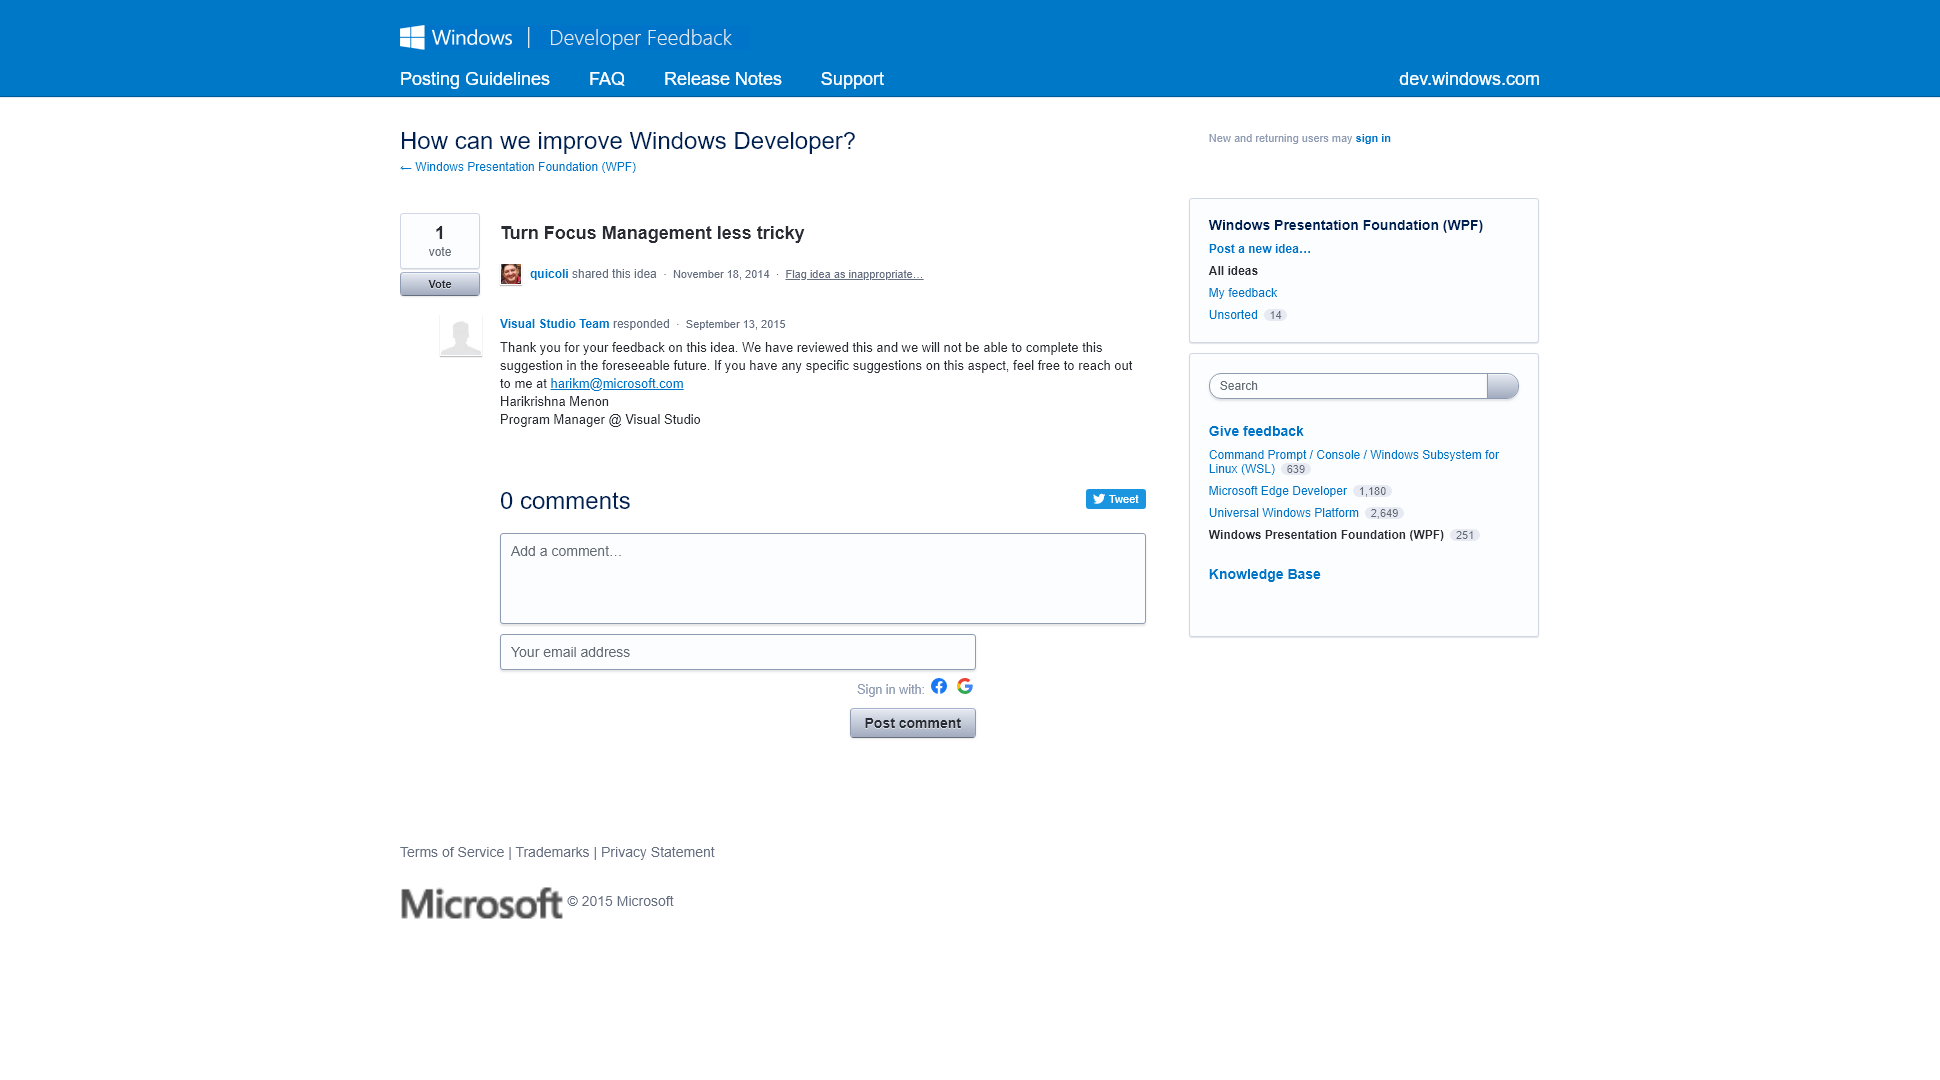 Windows | Developer Feedback
Posting Guidelines FAQ Release Notes Support dev.windows.com
How can we improve Windows Developer?
← Windows Presentation Foundation (WPF)
New and returning users may sign in
1
vote
Vote
Turn Focus Management less tricky
quicoli shared this idea · November 18, 2014 · Flag idea as inappropriate…
Visual Studio Team responded · September 13, 2015
Thank you for your feedback on this idea. We have reviewed this and we will not be able to complete this
suggestion in the foreseeable future. If you have any specific suggestions on this aspect, feel free to reach out
to me at harikm@microsoft.com
Harikrishna Menon
Program Manager @ Visual Studio
0 comments
Tweet
Add a comment…
Your email address
Sign in with:
Post comment
Windows Presentation Foundation (WPF)
Post a new idea…
All ideas
My feedback
Unsorted 14
Search
Give feedback
Command Prompt / Console / Windows Subsystem for
Linux (WSL) 639
Microsoft Edge Developer 1,180
Universal Windows Platform 2,649
Windows Presentation Foundation (WPF) 251
Knowledge Base
Terms of Service | Trademarks | Privacy Statement
Microsoft © 2015 Microsoft